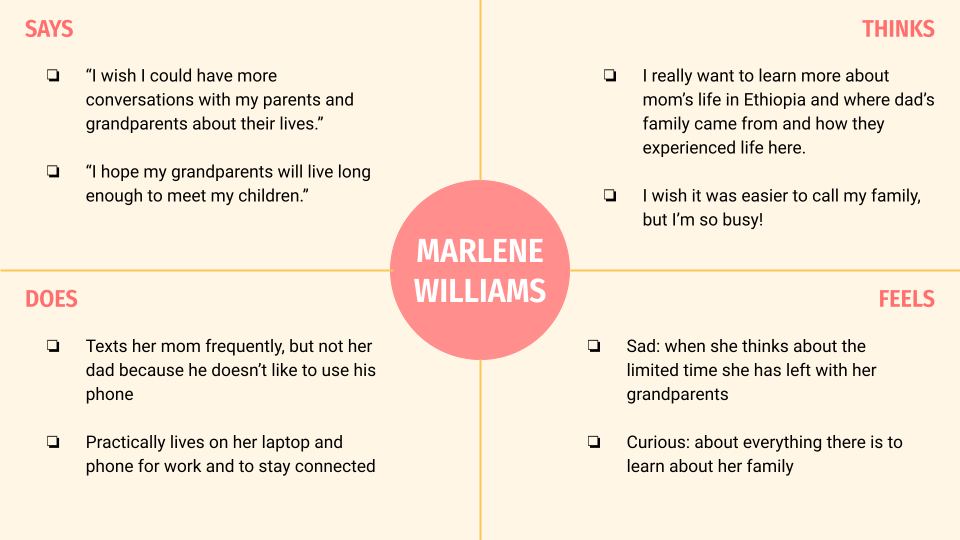 SAYS
❏ “I wish I could have more
conversations with my parents and
grandparents about their lives.”
❏ “I hope my grandparents will live long
enough to meet my children.”
THINKS
❏ I really want to learn more about
mom’s life in Ethiopia and where dad’s
family came from and how they
experienced life here.
❏ I wish it was easier to call my family,
but I’m so busy!
MARLENE
WILLIAMS
DOES
❏ Texts her mom frequently, but not her
dad because he doesn’t like to use his
phone
❏ Practically lives on her laptop and
phone for work and to stay connected
FEELS
❏ Sad: when she thinks about the
limited time she has left with her
grandparents
❏ Curious: about everything there is to
learn about her family